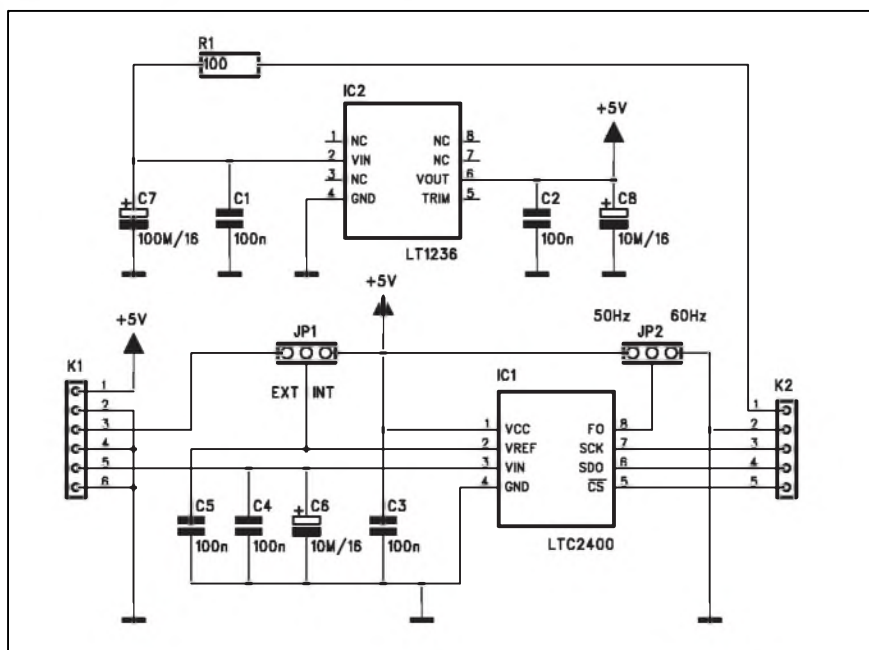 R1
100
IC2
+5V
1 NC NC 8
2 VIN NC 7
3 NC VOUT 6
4 GND TRIM 5
+ C7
100M/16
C1
100n
C2
100n
+ C8
10M/16
LT1236
+5V
+5V
50Hz 60Hz
JP1
JP2
K1
IC1
K2
EXT INT
1
2
3
4
5
6
1 VCC FO 8
2 VREF SCK 7
3 VIN SDO 6
4 GND CS 5
1
2
3
4
5
C5
100n
C4
100n
+ C6
10M/16
C3
100n
LTC2400